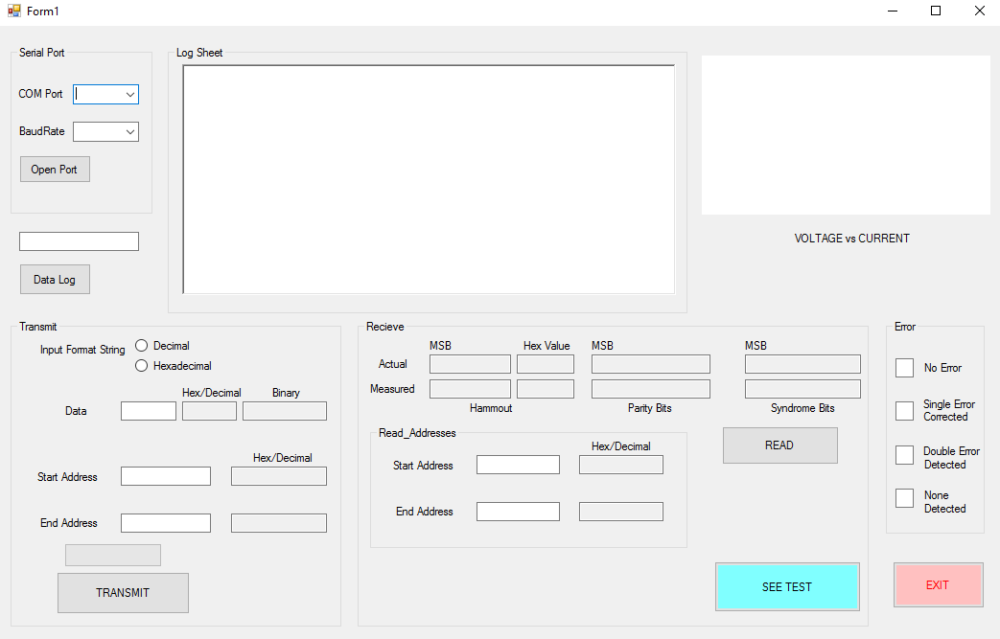 Form1
Serial Port
COM Port
BaudRate
Open Port
Data Log
Log Sheet
VOLTAGE vs CURRENT
Transmit
Input Format String
Decimal
Hexadecimal
Hex/Decimal Binary
Data
Hex/Decimal
Start Address
End Address
TRANSMIT
Recieve
MSB Hex Value MSB MSB
Actual
Measured
Hammout Parity Bits Syndrome Bits
Read_Addresses
Hex/Decimal
Start Address
End Address
READ
SEE TEST
Error
No Error
Single Error
Corrected
Double Error
Detected
None
Detected
EXIT